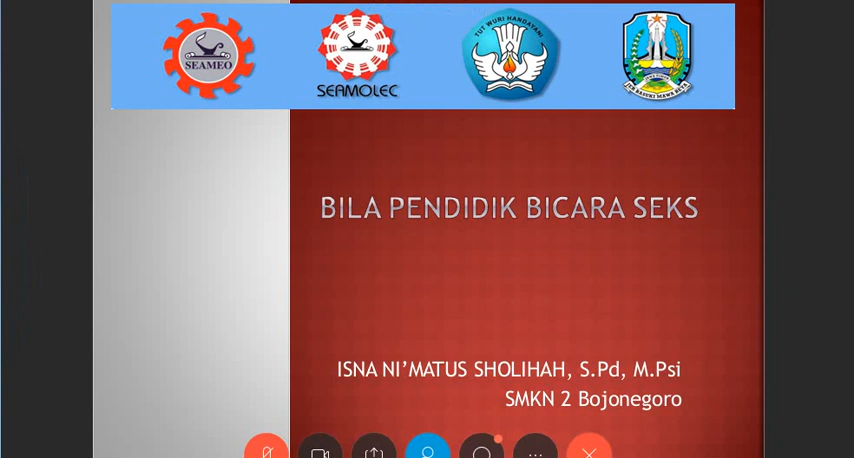 SEAMEO
SEAMOLEC
TUT WURI HANDAYANI
BILA PENDIDIK BICARA SEKS
ISNA NI'MATUS SHOLIHAH, S.Pd, M.Psi
SMKN 2 Bojonegoro